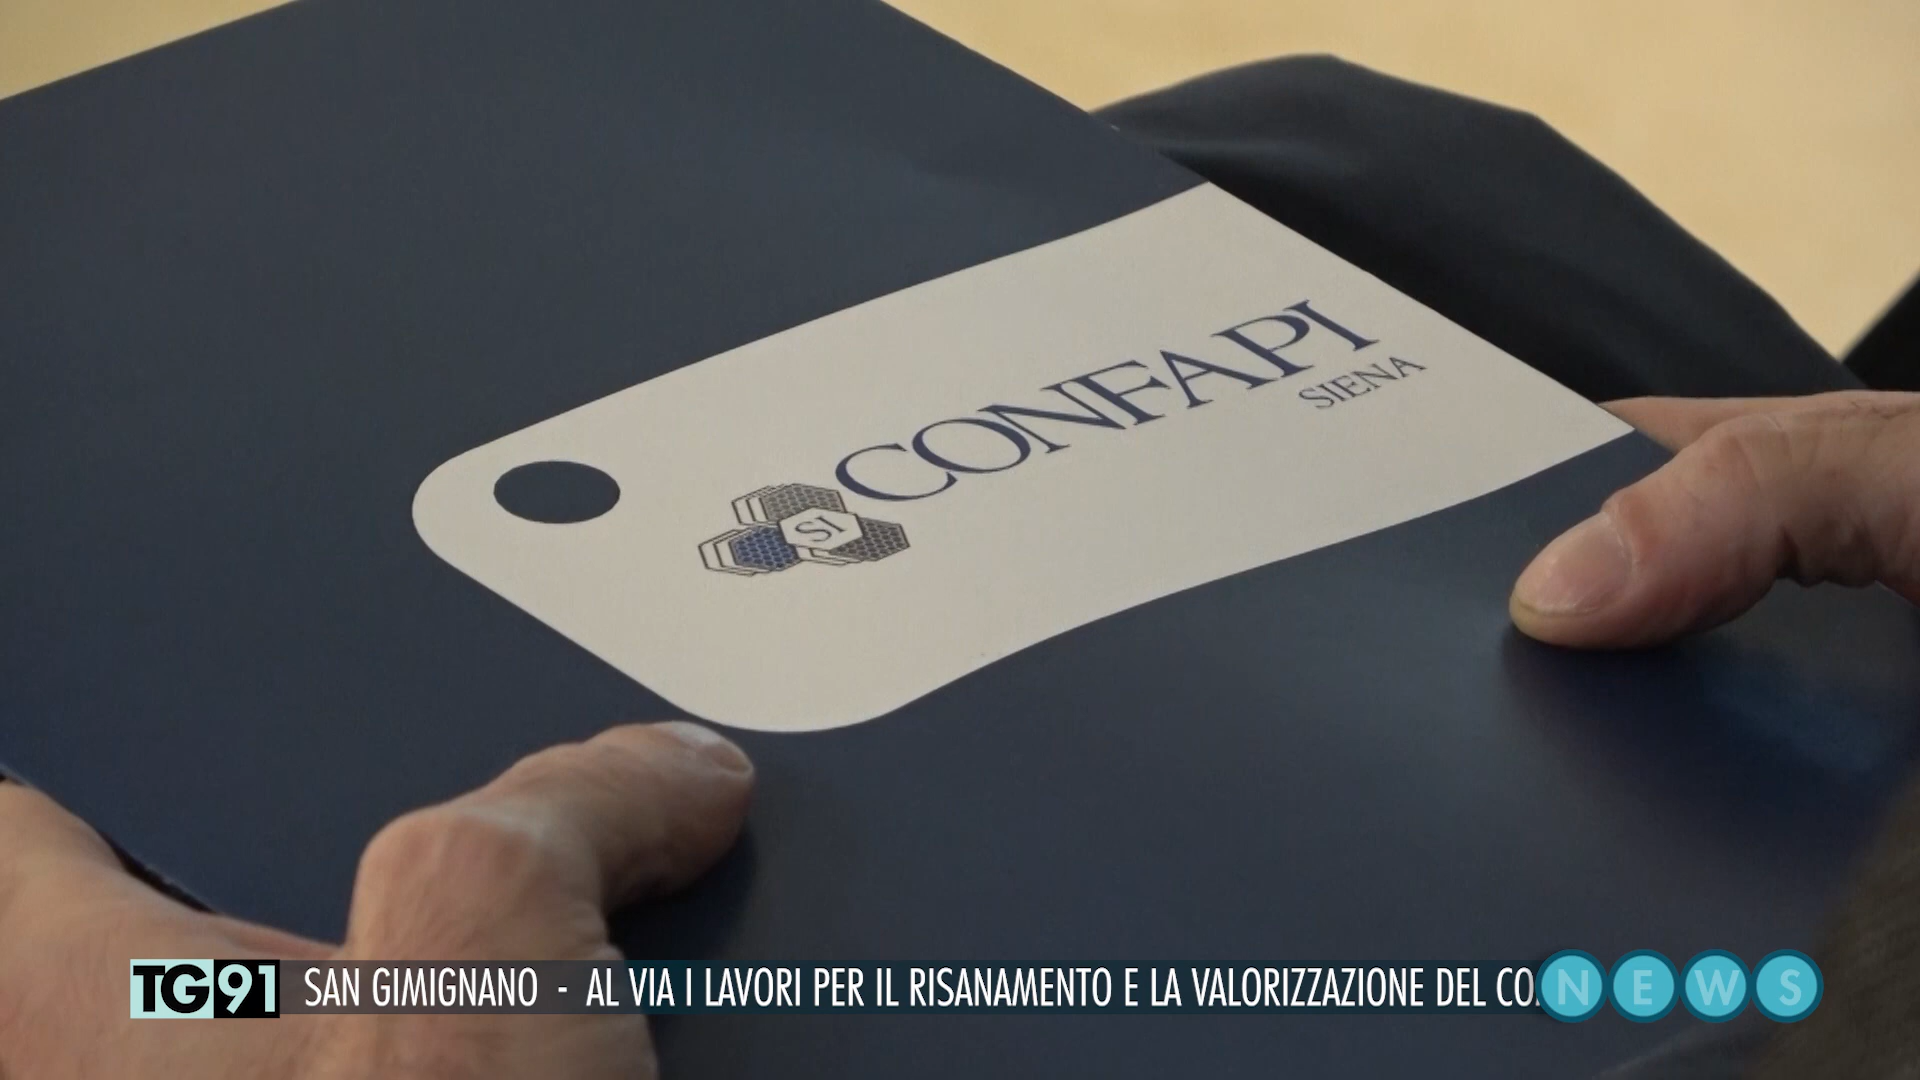 CONFAPI
SIENA
SI
TG91 SAN GIMIGNANO - AL VIA I LAVORI PER IL RISANAMENTO E LA VALORIZZAZIONE DEL NEWS